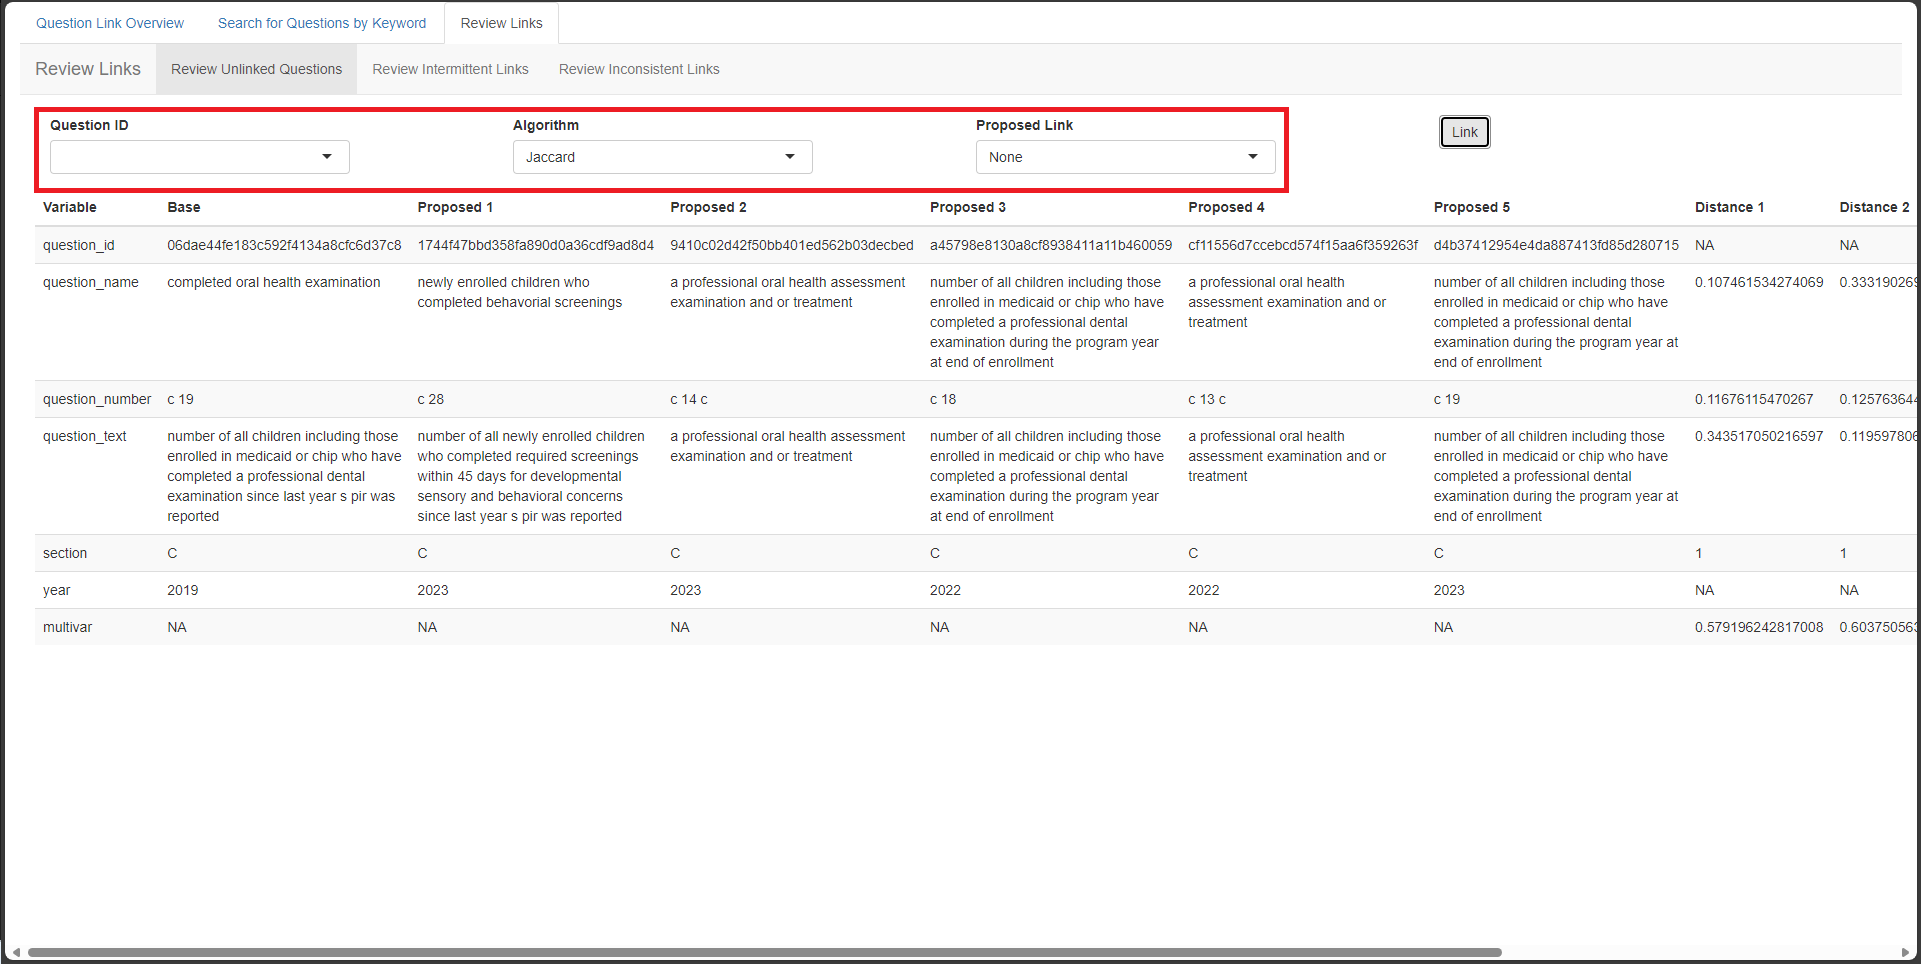 Question Link Overview Search for Questions by Keyword Review Links
Review Links Review Unlinked Questions Review Intermittent Links Review Inconsistent Links
Question ID Algorithm Proposed Link Link
Jaccard None
Variable Base Proposed 1 Proposed 2 Proposed 3 Proposed 4 Proposed 5 Distance 1 Distance 2
question_id 06dae44fe183c592f4134a8cfc6d37c8 1744f47bbd358fa890d0a36cdf9ad8d4 9410c02d42f50bb401ed562b03decbed a45798e8130a8cf8938411a11b460059 cf11556d7ccebcd574f15aa6f359263f d4b37412954e4da887413fd85d280715 NA NA
question_name completed oral health examination newly enrolled children who a professional oral health assessment number of all children including those a professional oral health number of all children including those 0.107461534274069 0.333190269
completed behavorial screenings examination and or treatment enrolled in medicaid or chip who have assessment examination and or enrolled in medicaid or chip who have
completed a professional dental treatment completed a professional dental
examination during the program year examination during the program year at
at end of enrollment end of enrollment
question_number c 19 c 28 c 14 c c 18 c 13 c c 19 0.11676115470267 0.125763644
question_text number of all children including those number of all newly enrolled children a professional oral health assessment number of all children including those a professional oral health number of all children including those 0.343517050216597 0.119597806
enrolled in medicaid or chip who have who completed required screenings examination and or treatment enrolled in medicaid or chip who have assessment examination and or enrolled in medicaid or chip who have
completed a professional dental within 45 days for developmental completed a professional dental treatment completed a professional dental
examination since last year s pir was sensory and behavioral concerns examination during the program year examination during the program year at
reported since last year s pir was reported at end of enrollment end of enrollment
section C C C C C C 1 1
year 2019 2023 2023 2022 2022 2023 NA NA
multivar NA NA NA NA NA NA 0.579196242817008 0.603750563